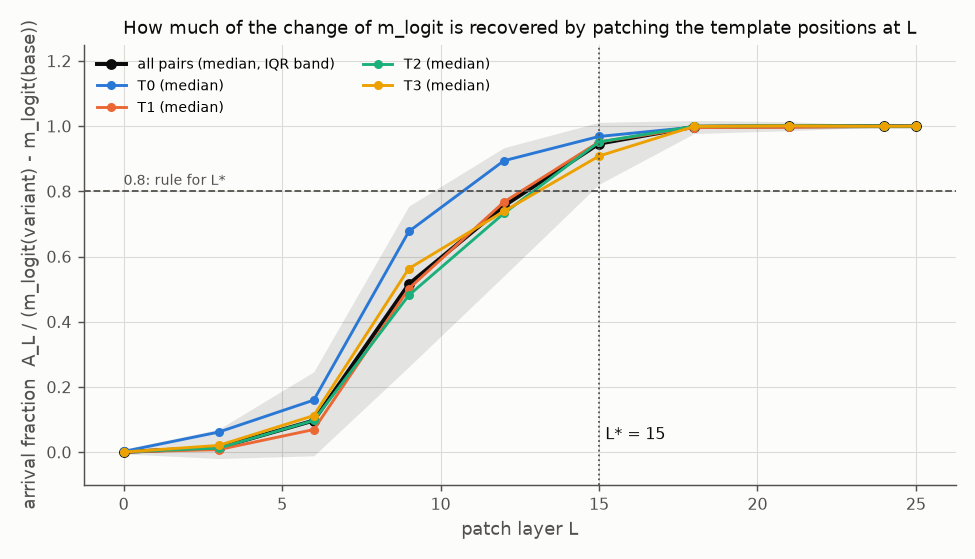 How much of the change of m_logit is recovered by patching the template positions at L
arrival fraction  A_L / (m_logit(variant) - m_logit(base))
1.2
1.0
0.8
0.6
0.4
0.2
0.0
all pairs (median, IQR band)
T0 (median)
T1 (median)
T2 (median)
T3 (median)
0.8: rule for L*
L* = 15
0
5
10
15
20
25
patch layer L